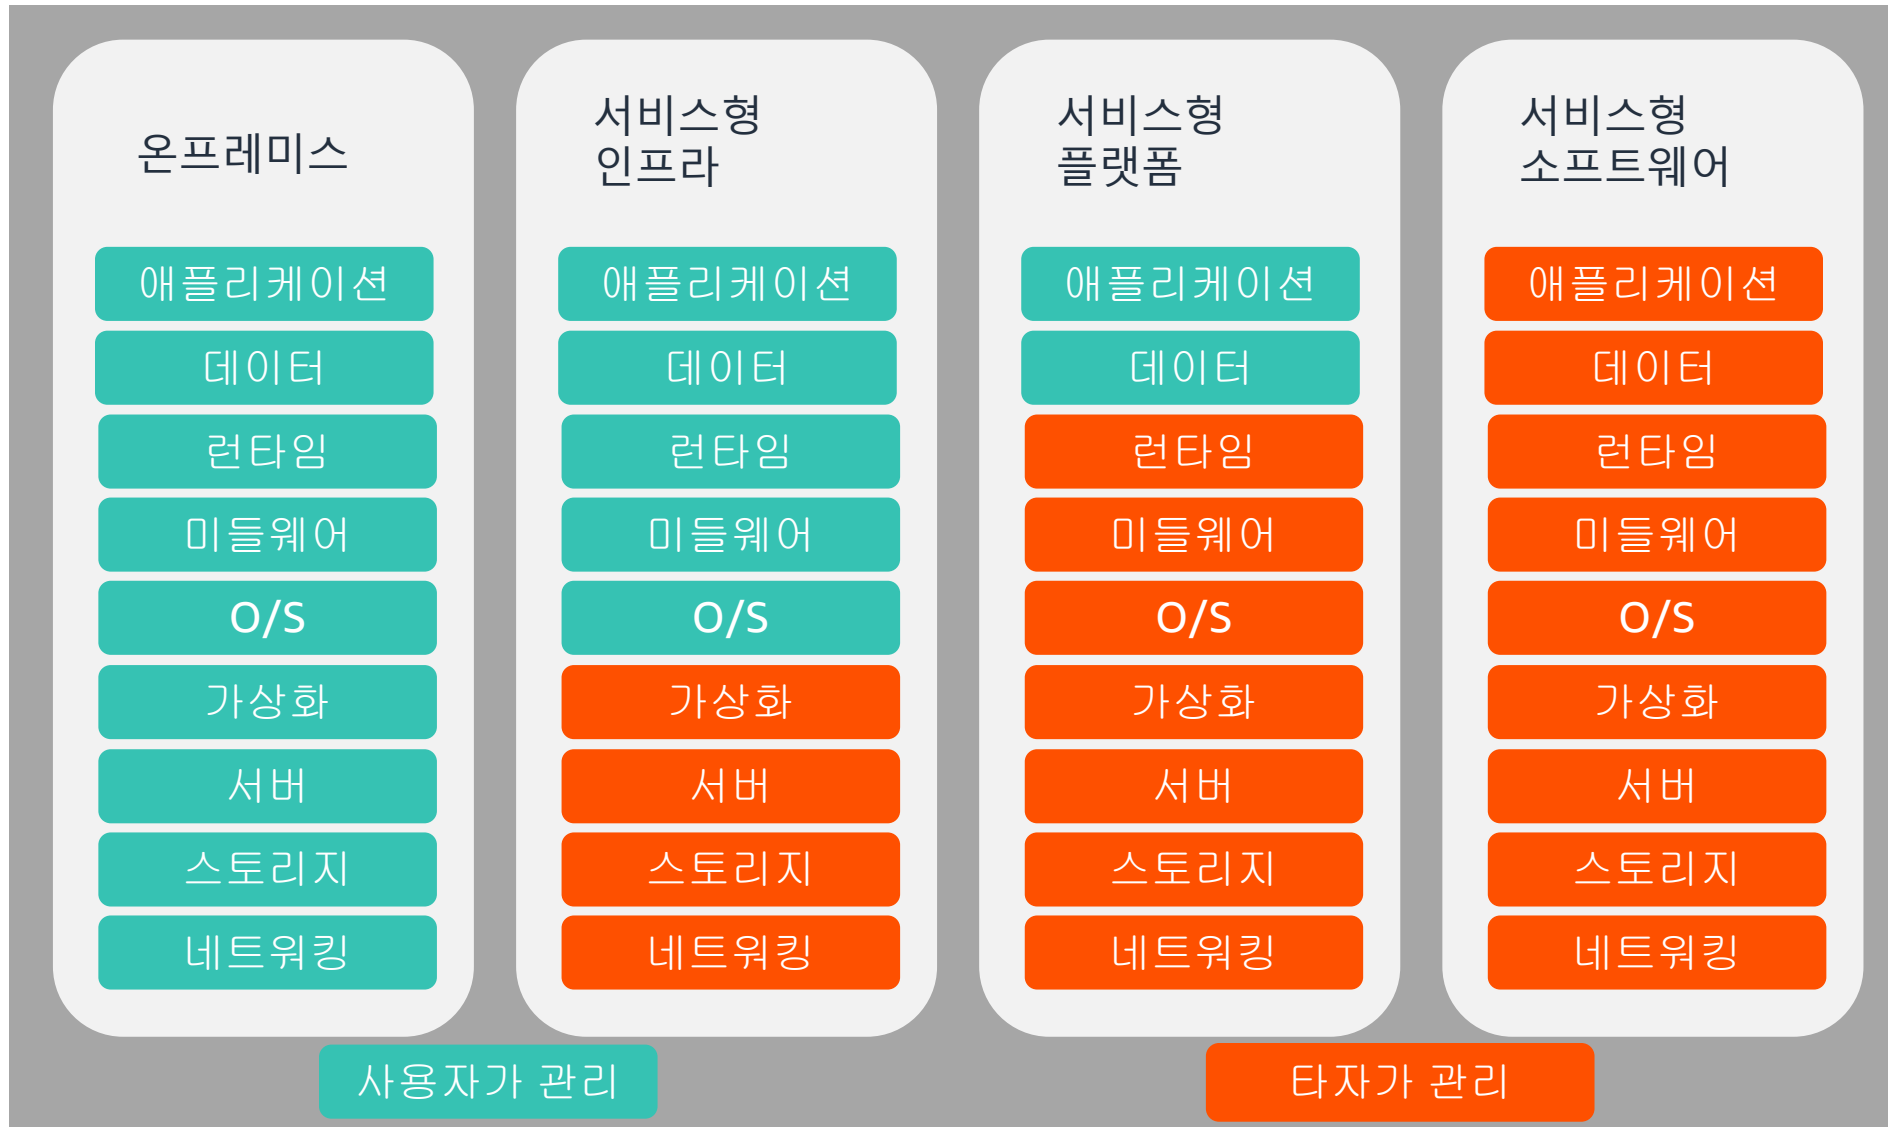 온프레미스
애플리케이션
데이터
런타임
미들웨어
O/S
가상화
서버
스토리지
네트워킹
서비스형
인프라
애플리케이션
데이터
런타임
미들웨어
O/S
가상화
서버
스토리지
네트워킹
서비스형
플랫폼
애플리케이션
데이터
런타임
미들웨어
O/S
가상화
서버
스토리지
네트워킹
서비스형
소프트웨어
애플리케이션
데이터
런타임
미들웨어
O/S
가상화
서버
스토리지
네트워킹
사용자가 관리
타자가 관리